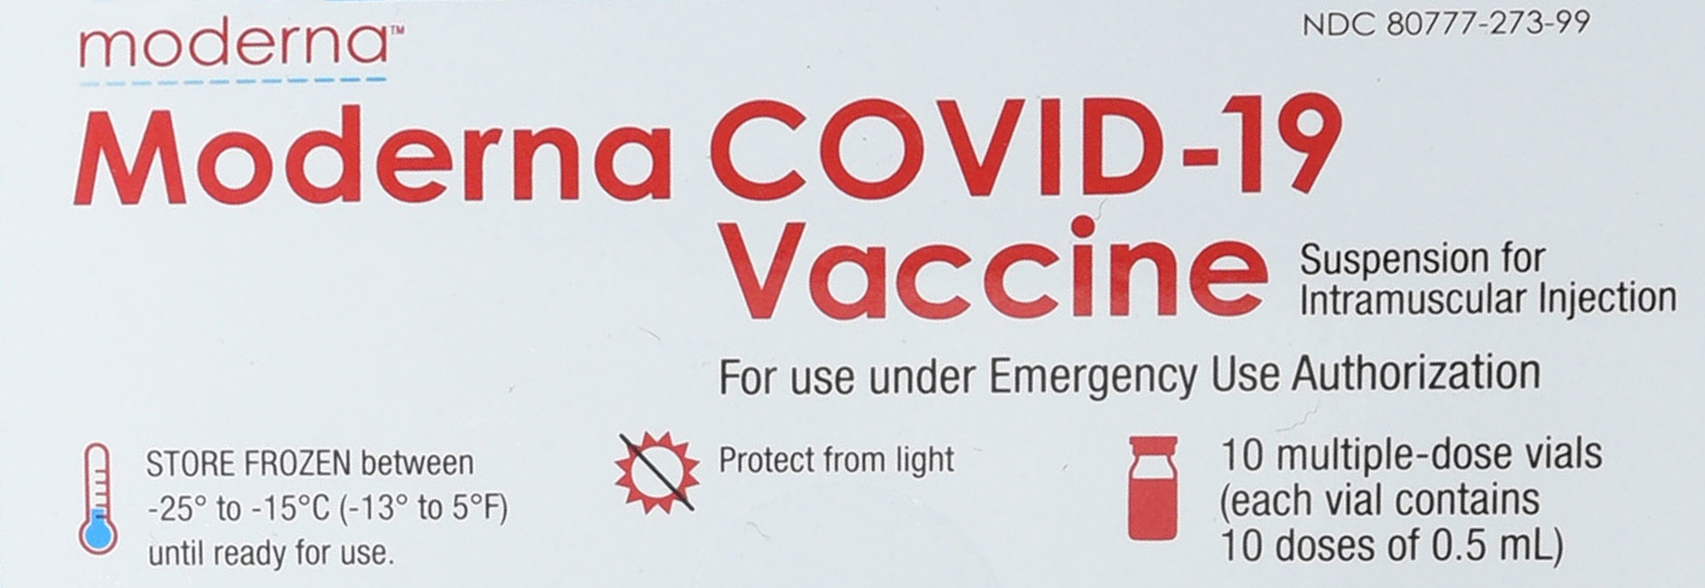 moderna™
NDC 80777-273-99
Moderna COVID-19
Vaccine
Suspension for
Intramuscular Injection
For use under Emergency Use Authorization
STORE FROZEN between
-25° to -15°C (-13° to 5°F)
until ready for use.
Protect from light
10 multiple-dose vials
(each vial contains
10 doses of 0.5 mL)